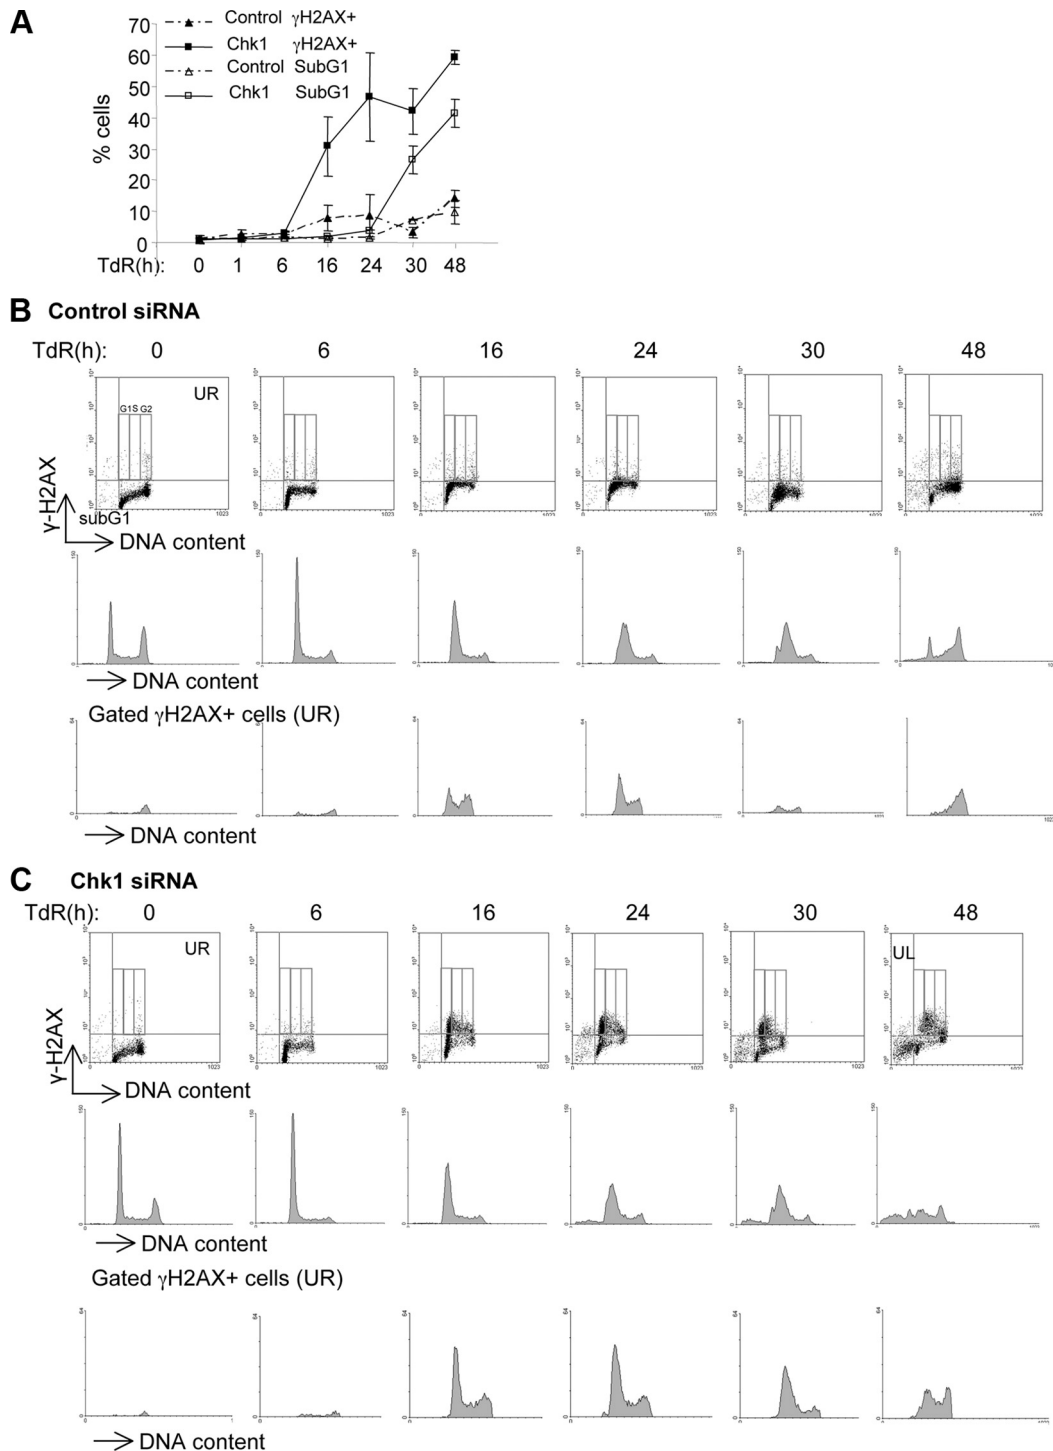 A
Control γH2AX+
Chk1 γH2AX+
Control SubG1
Chk1 SubG1
% cells
70
60
50
40
30
20
10
0
TdR(h): 0 1 6 16 24 30 48
B Control siRNA
TdR(h): 0 6 16 24 30 48
UR
G1 S G2
γ-H2AX
subG1
DNA content
DNA content
Gated γH2AX+ cells (UR)
DNA content
C Chk1 siRNA
TdR(h): 0 6 16 24 30 48
UR
UL
γ-H2AX
DNA content
DNA content
Gated γH2AX+ cells (UR)
DNA content